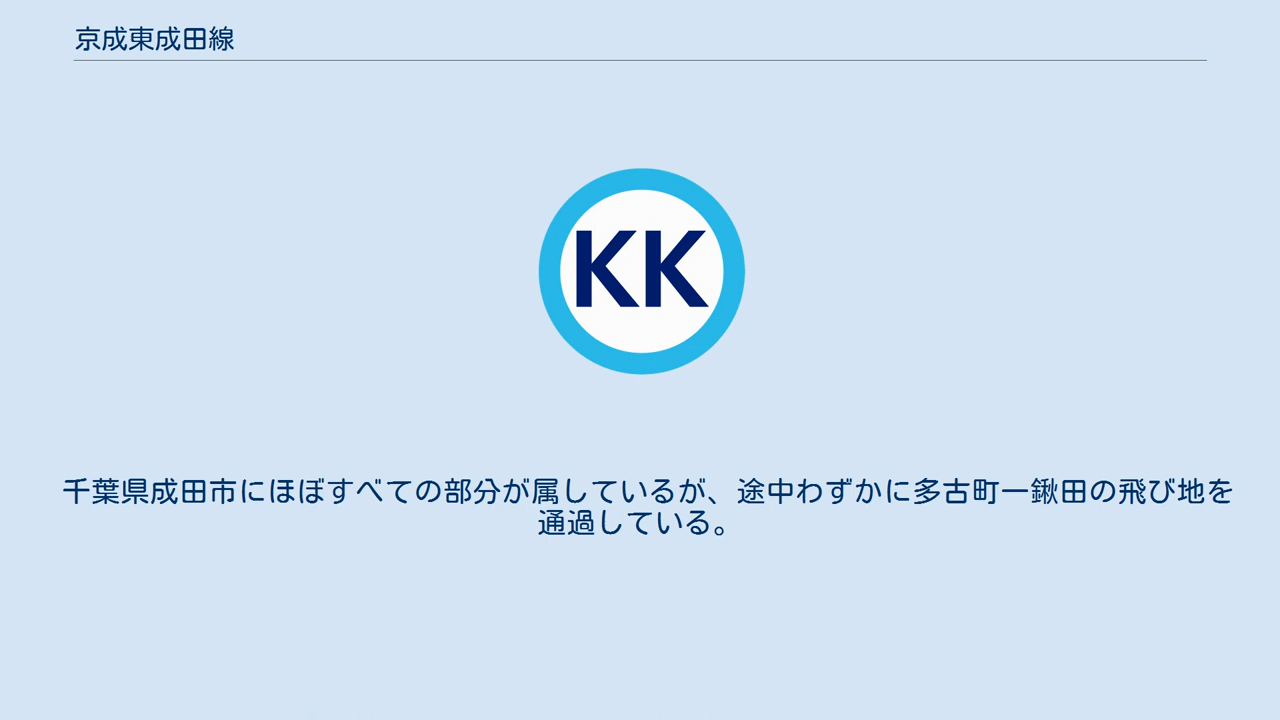 京成東成田線
KK
千葉県成田市にほぼすべての部分が属しているが、途中わずかに多古町一鍬田の飛び地を
通過している。